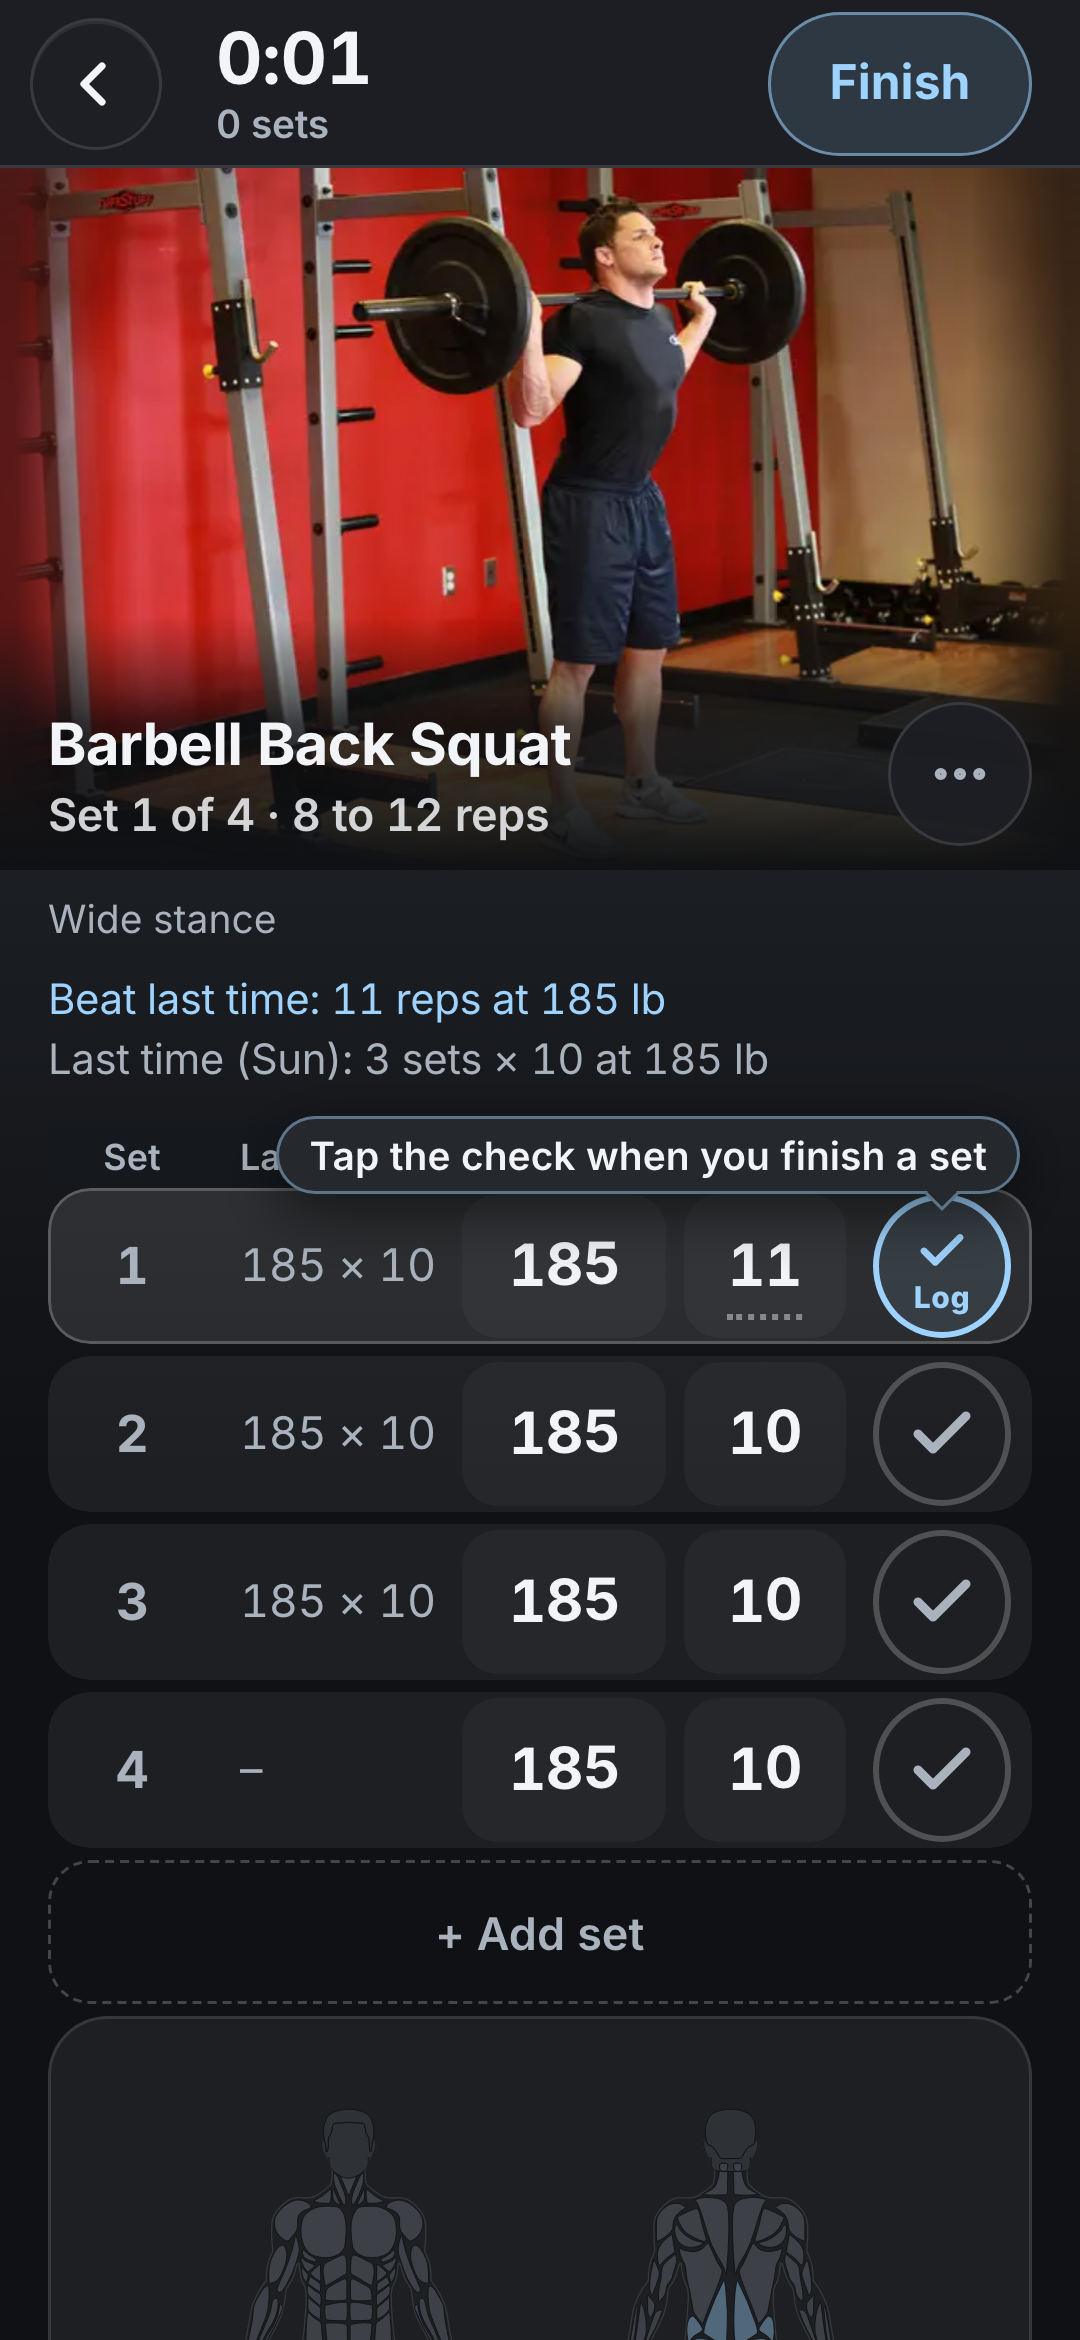 0:01
0 sets
Finish
Barbell Back Squat
Set 1 of 4 · 8 to 12 reps
Wide stance
Beat last time: 11 reps at 185 lb
Last time (Sun): 3 sets × 10 at 185 lb
Set
Tap the check when you finish a set
1 185 × 10 185 11
Log
2 185 × 10 185 10
3 185 × 10 185 10
4 – 185 10
+ Add set